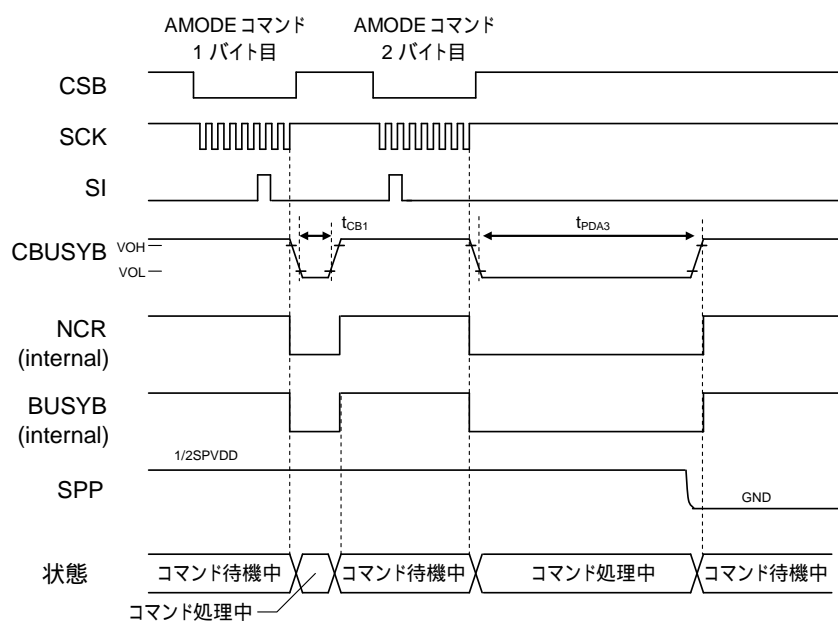 AMODE コマンド
1 バイト目
AMODE コマンド
2 バイト目
CSB
SCK
SI
tCB1
tPDA3
CBUSYB
VOH
VOL
NCR
(internal)
BUSYB
(internal)
1/2SPVDD
SPP
GND
状態
コマンド待機中
コマンド待機中
コマンド処理中
コマンド待機中
コマンド処理中